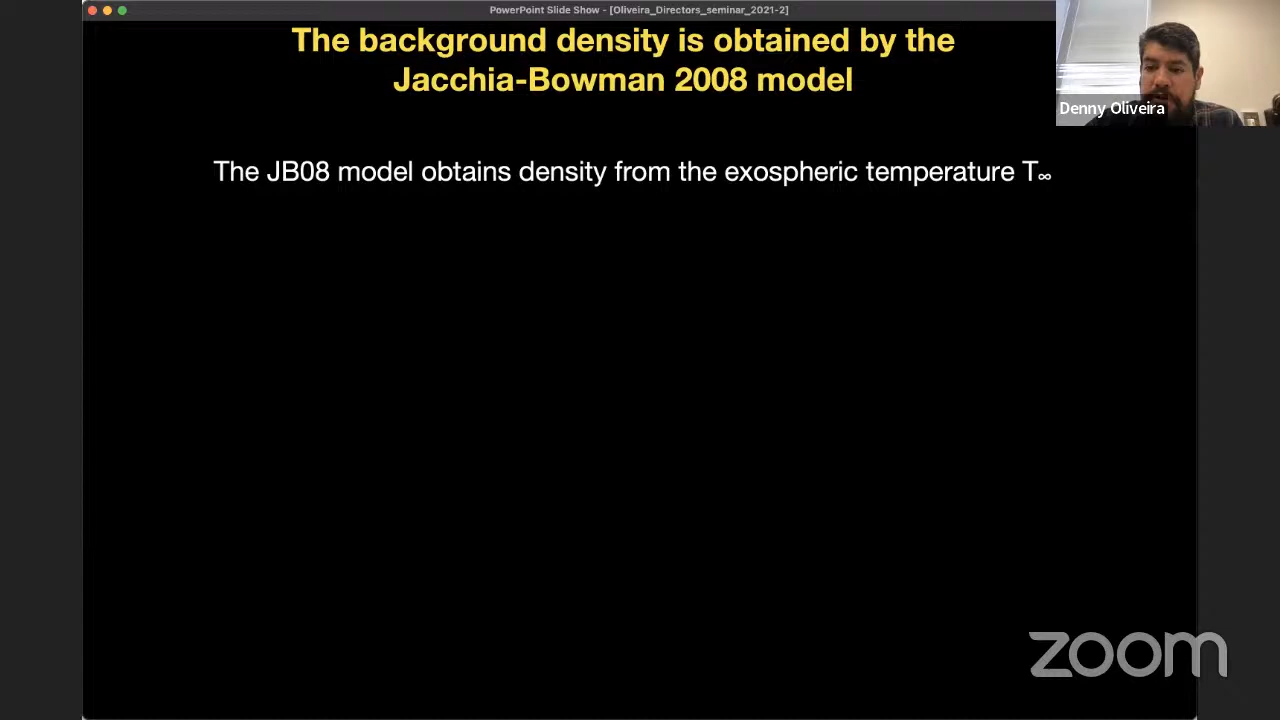 PowerPoint Slide Show - [Oliveira_Directors_seminar_2021-2]
The background density is obtained by the
Jacchia-Bowman 2008 model
Denny Oliveira
The JB08 model obtains density from the exospheric temperature T∞
zoom